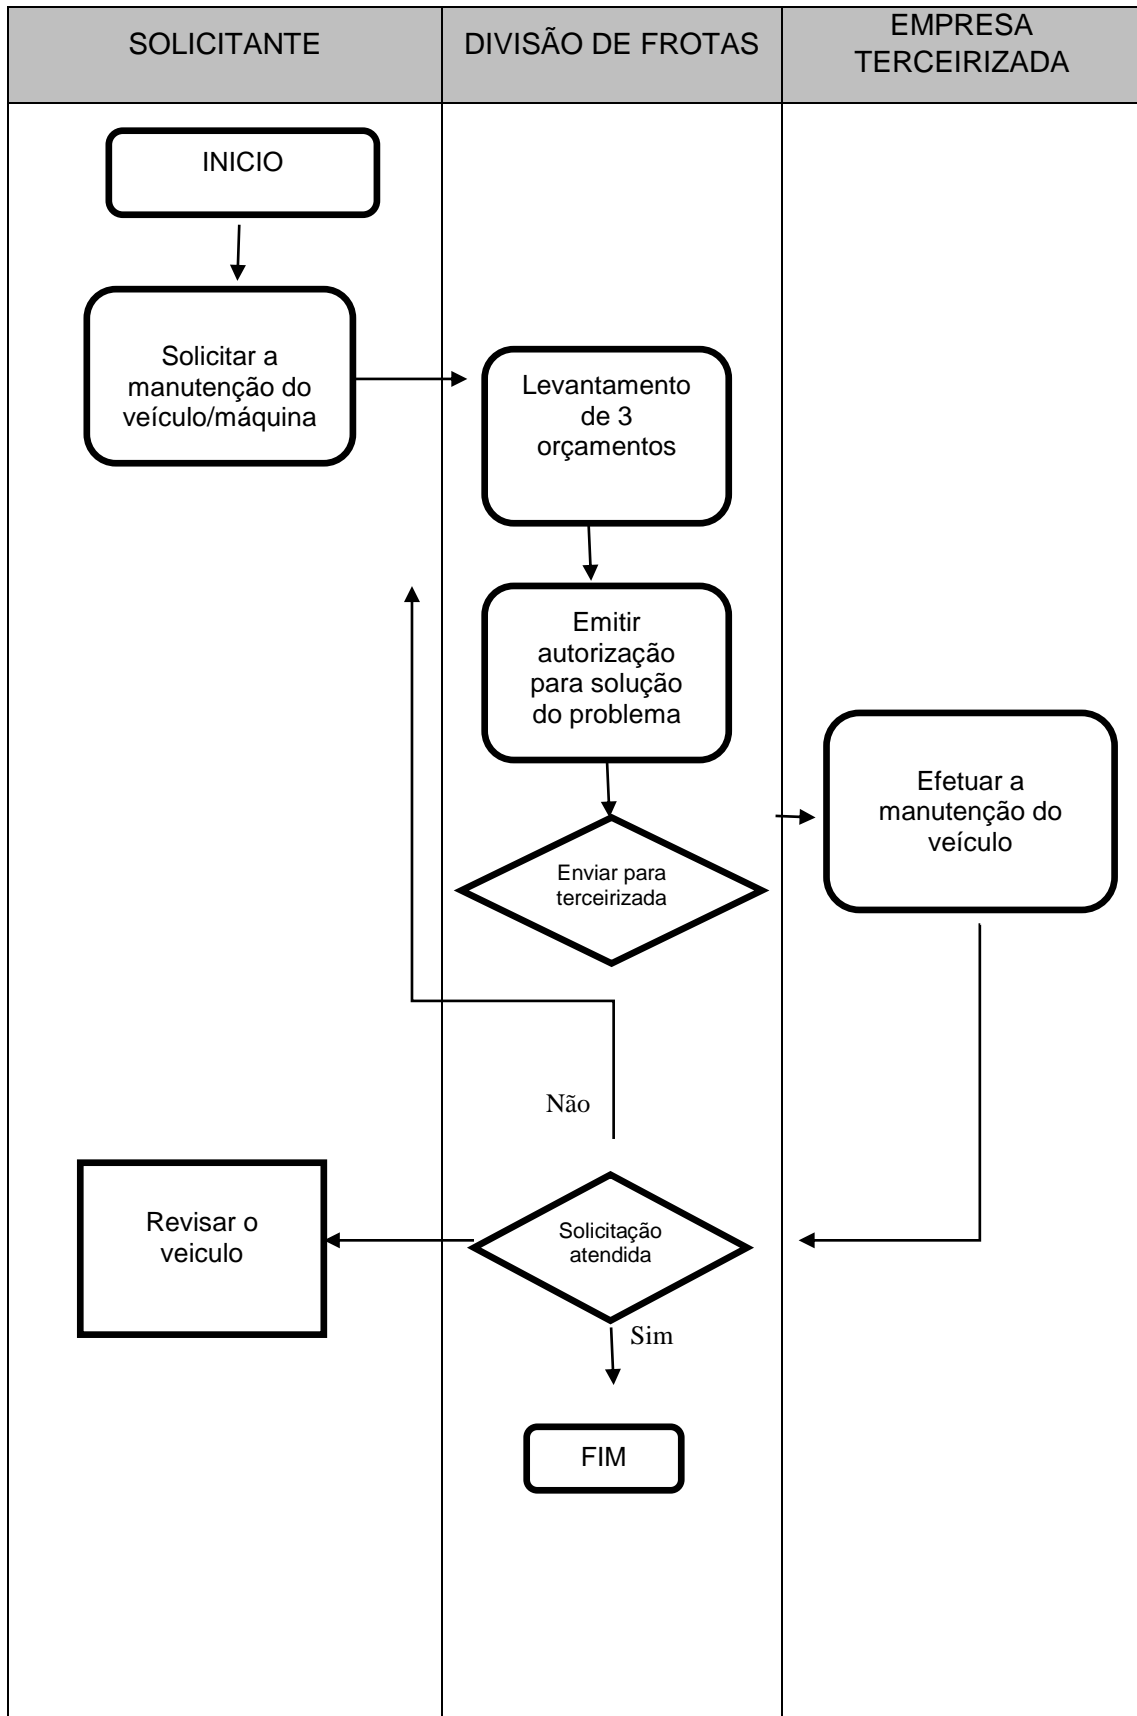 SOLICITANTE
DIVISÃO DE FROTAS
EMPRESA
TERCEIRIZADA
INICIO
Solicitar a
manutenção do
veículo/máquina
Levantamento
de 3
orçamentos
Emitir
autorização
para solução
do problema
Efetuar a
manutenção do
veículo
Enviar para
terceirizada
Não
Revisar o
veiculo
Solicitação
atendida
Sim
FIM